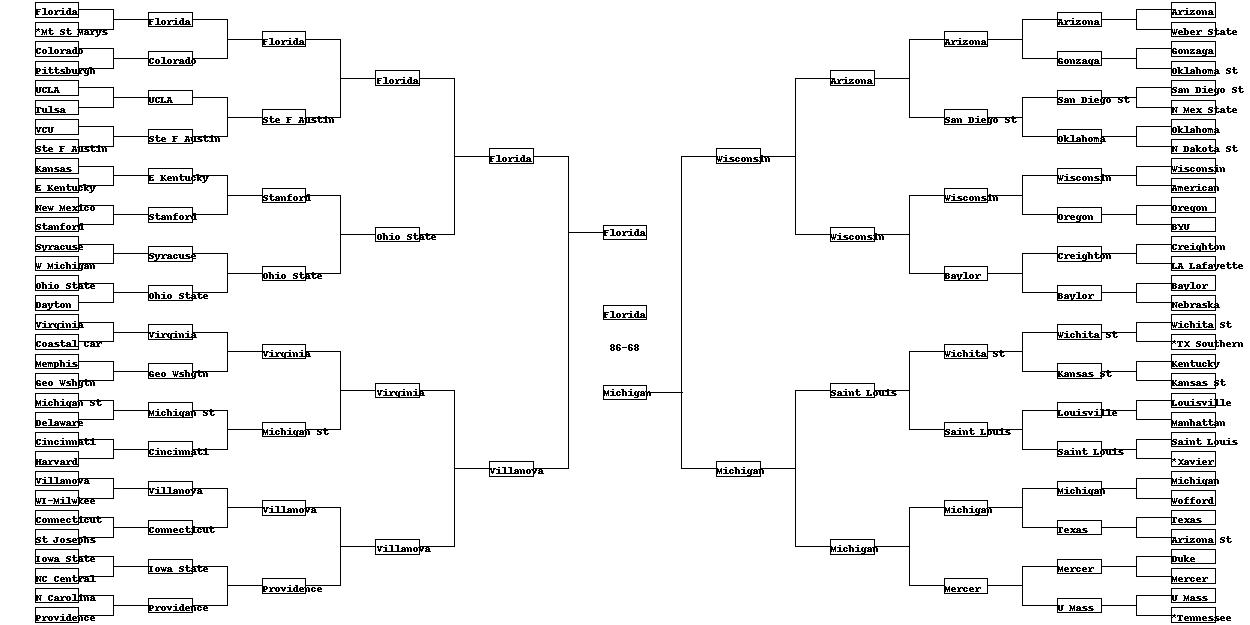 Florida
*Mt St Marys
Colorado
Pittsburgh
UCLA
Tulsa
VCU
Ste F Austin
Kansas
E Kentucky
New Mexico
Stanford
Syracuse
W Michigan
Ohio State
Dayton
Virginia
Coastal Car
Memphis
Geo Wshgtn
Michigan St
Delaware
Cincinnati
Harvard
Villanova
WI-Milwkee
Connecticut
St Josephs
Iowa State
NC Central
N Carolina
Providence
Florida
Colorado
UCLA
Ste F Austin
E Kentucky
Stanford
Syracuse
Ohio State
Virginia
Geo Wshgtn
Michigan St
Cincinnati
Villanova
Connecticut
Iowa State
Providence
Florida
Ste F Austin
Stanford
Ohio State
Virginia
Michigan St
Villanova
Providence
Florida
Ohio State
Virginia
Villanova
Florida
Villanova
Florida
Florida
86-68
Michigan
Wisconsin
Michigan
Arizona
Wisconsin
Saint Louis
Michigan
Arizona
San Diego St
Wisconsin
Baylor
Wichita St
Saint Louis
Michigan
Mercer
Arizona
Gonzaga
San Diego St
Oklahoma
Wisconsin
Oregon
Creighton
Baylor
Wichita St
Kansas St
Louisville
Saint Louis
Michigan
Texas
Mercer
U Mass
Arizona
Weber State
Gonzaga
Oklahoma St
San Diego St
N Mex State
Oklahoma
N Dakota St
Wisconsin
American
Oregon
BYU
Creighton
LA Lafayette
Baylor
Nebraska
Wichita St
*TX Southern
Kentucky
Kansas St
Louisville
Manhattan
Saint Louis
*Xavier
Michigan
Wofford
Texas
Arizona St
Duke
Mercer
U Mass
*Tennessee